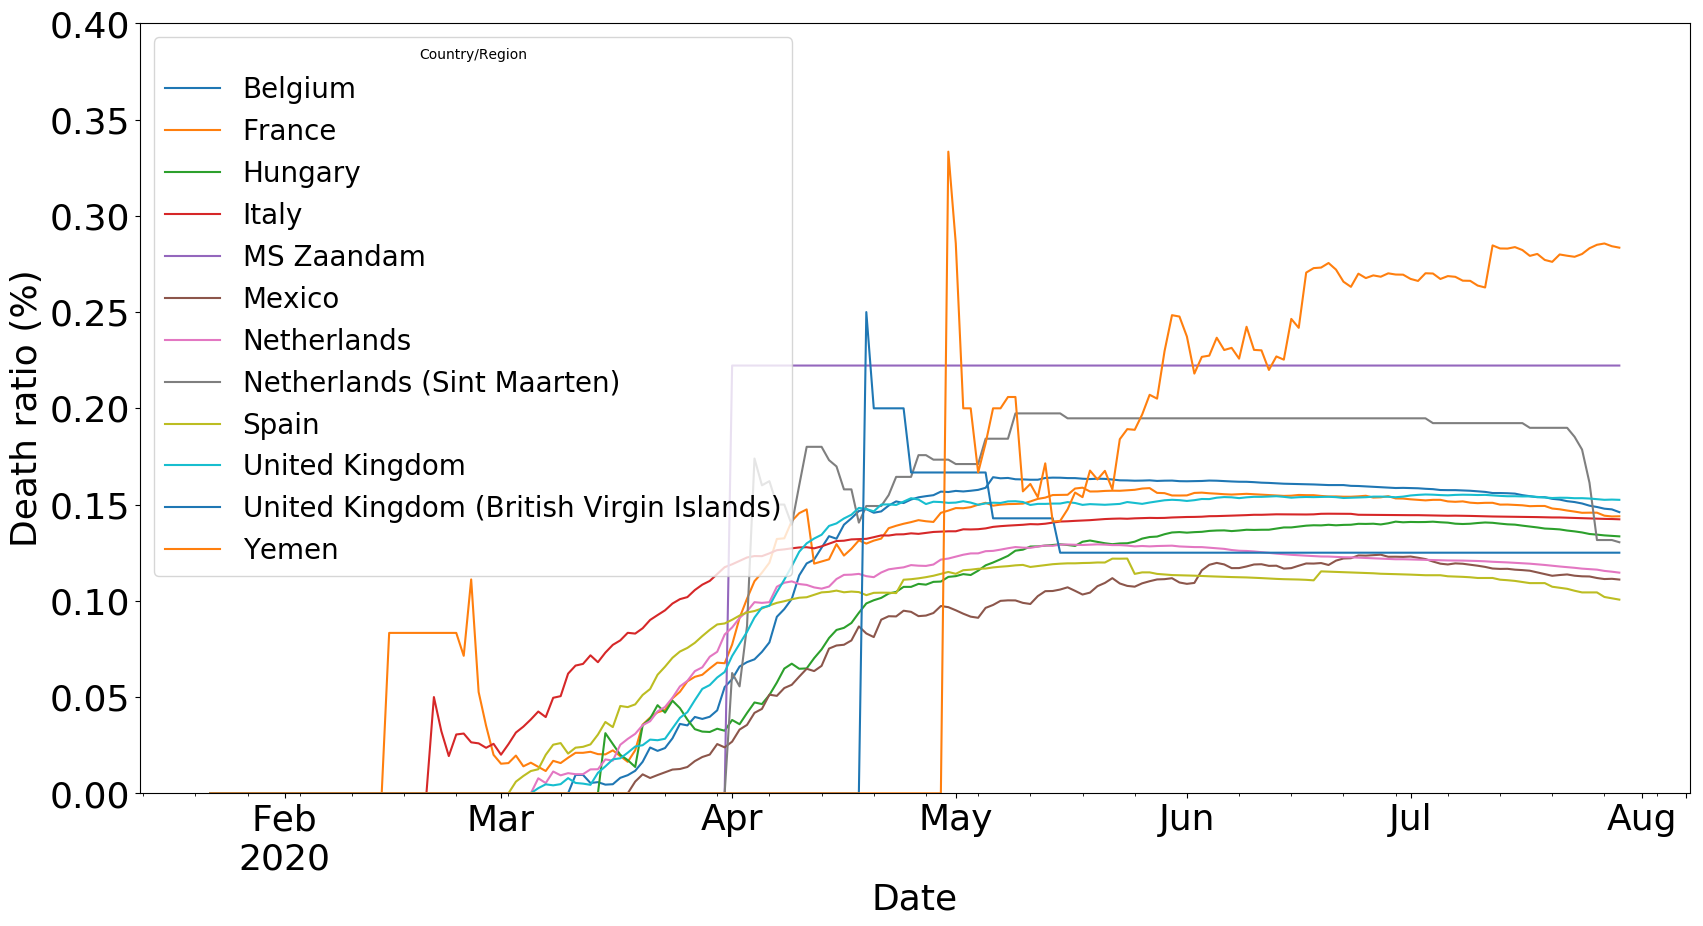 0.40
0.35
0.30
0.25
0.20
0.15
0.10
0.05
0.00
Death ratio (%)
Country/Region
Belgium
France
Hungary
Italy
MS Zaandam
Mexico
Netherlands
Netherlands (Sint Maarten)
Spain
United Kingdom
United Kingdom (British Virgin Islands)
Yemen
Feb Mar Apr May Jun Jul Aug
2020
Date